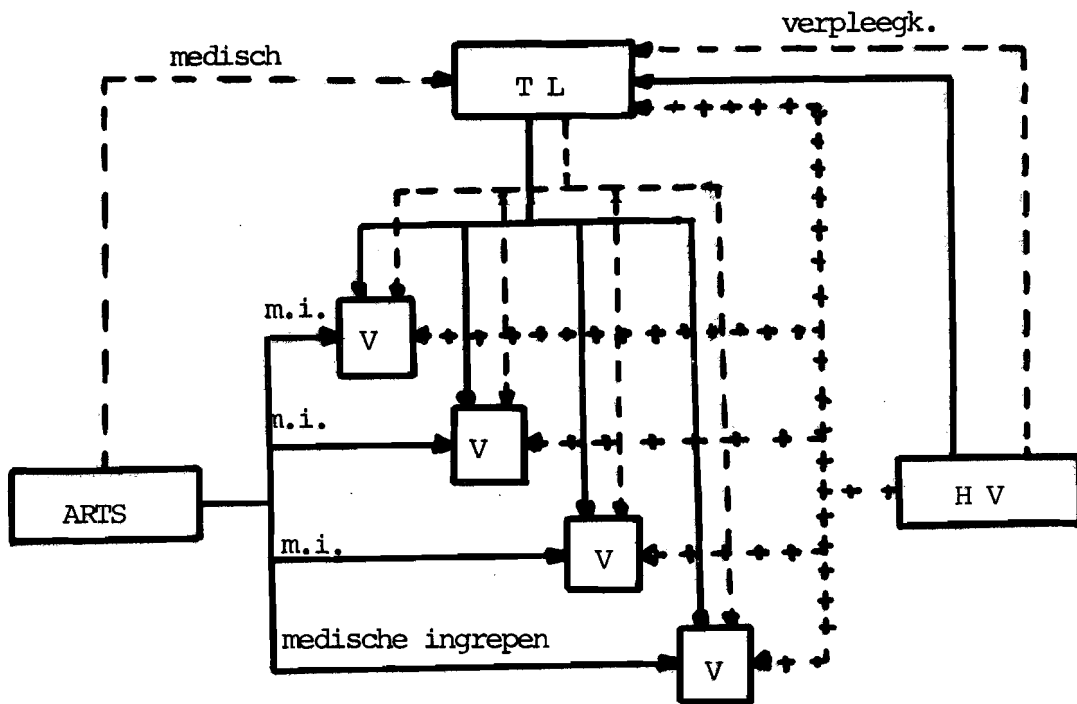 verpleegk.
medisch
T L
m.i.
V
m.i.
V
ARTS
H V
m.i.
V
medische ingrepen
V